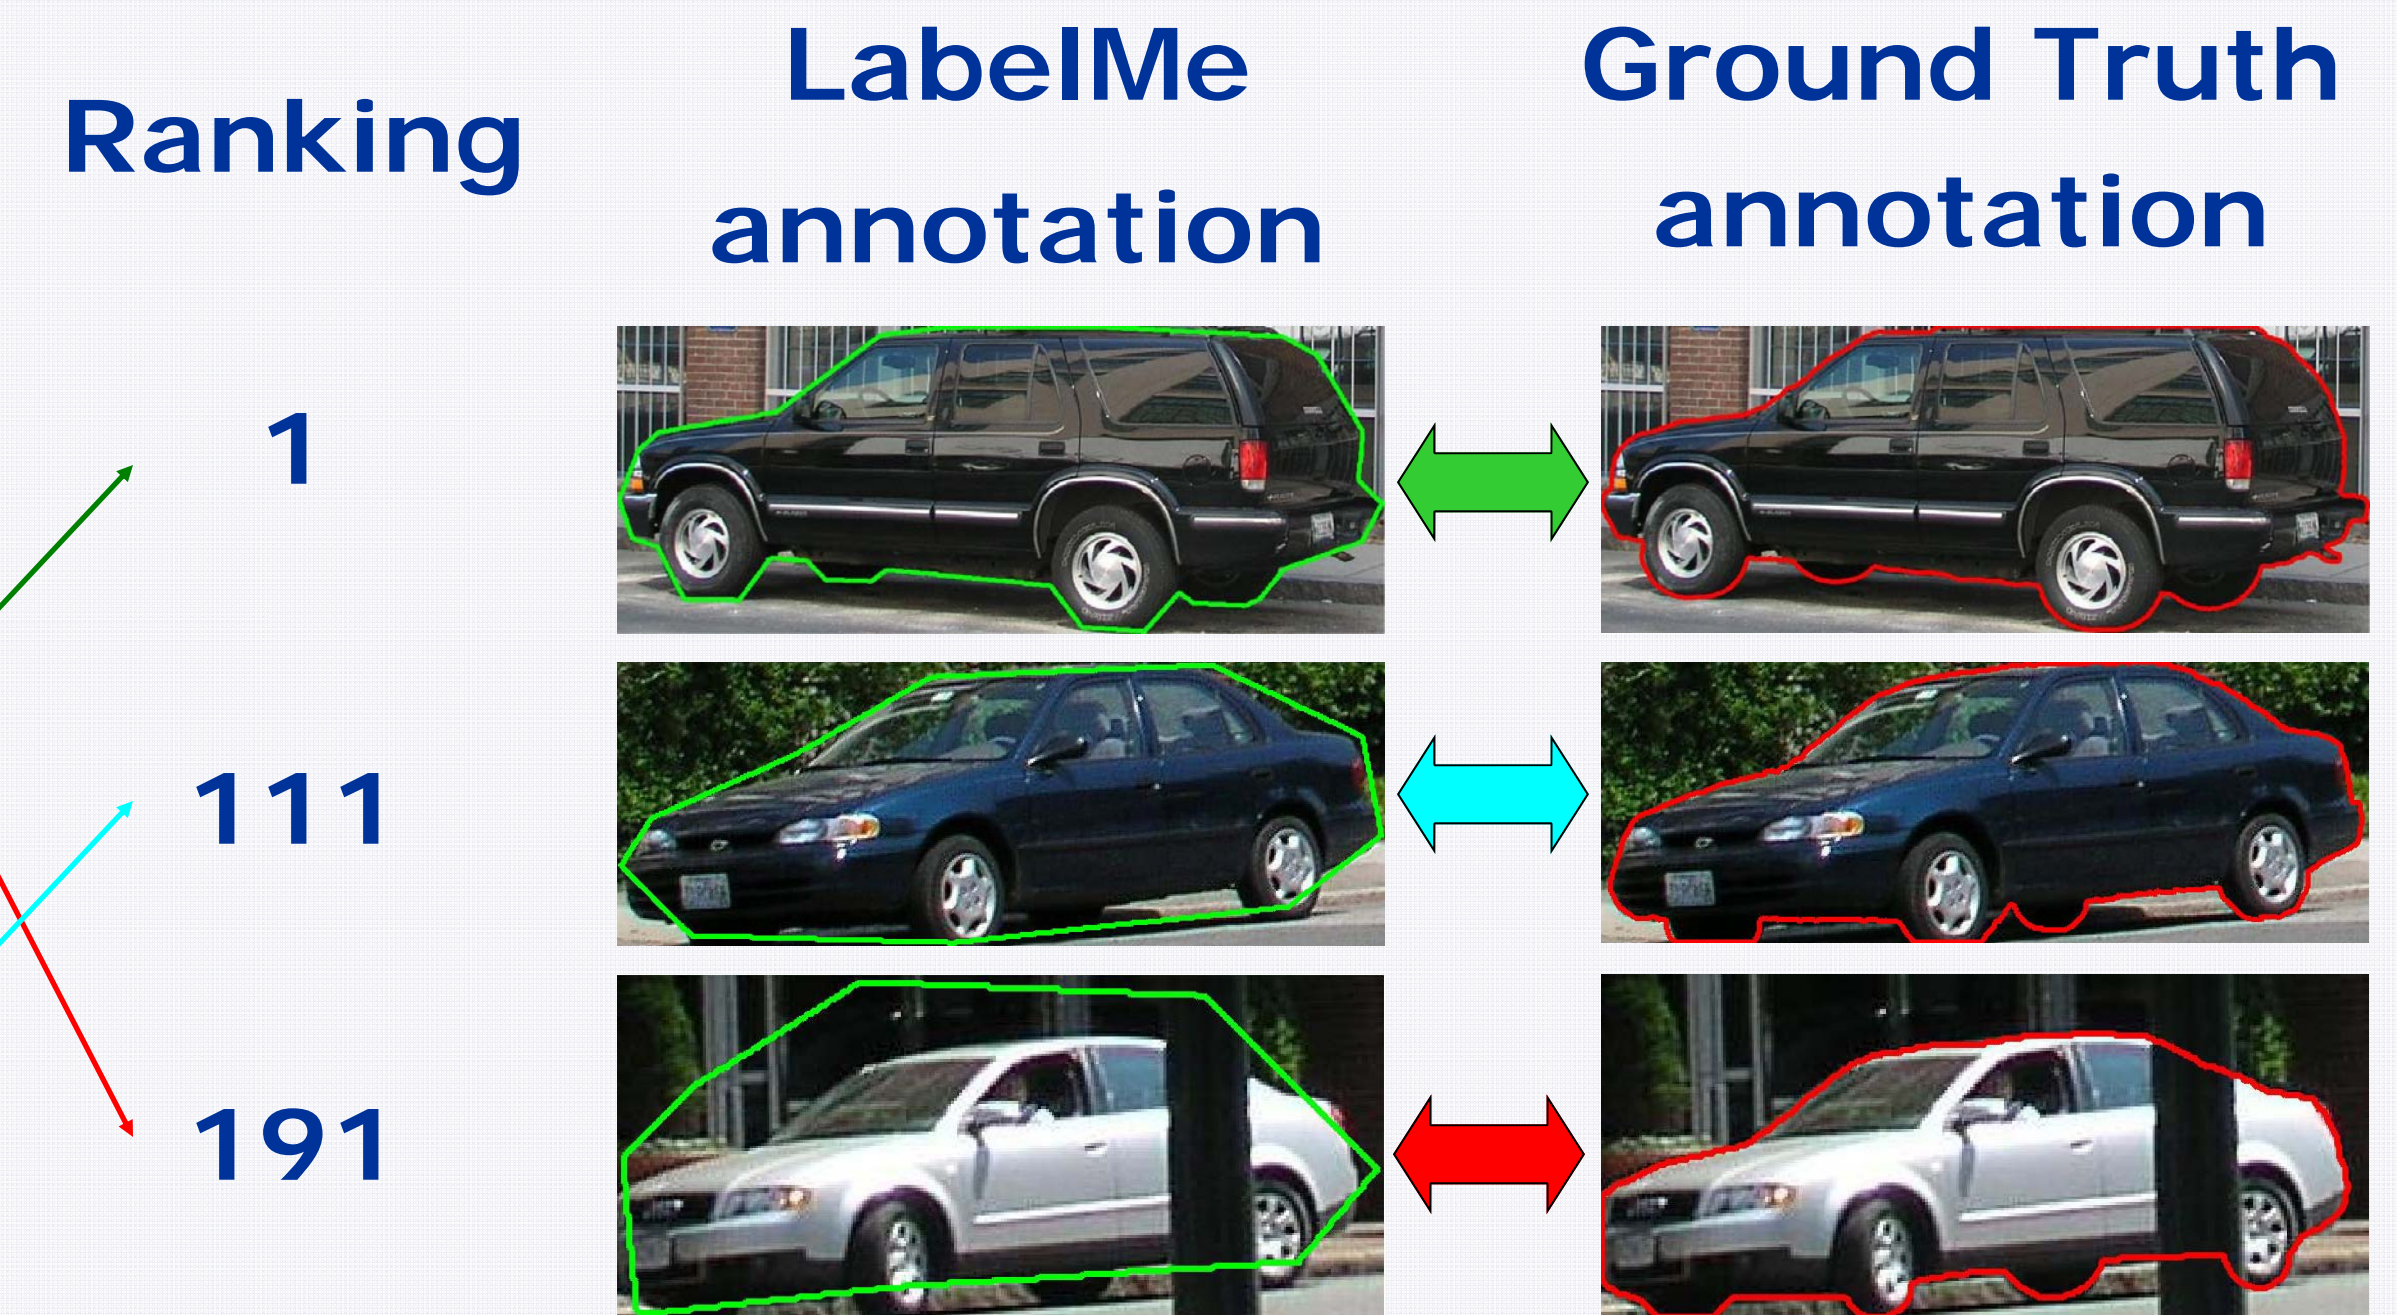 Ranking
LabelMe
annotation
Ground Truth
annotation
1
111
191